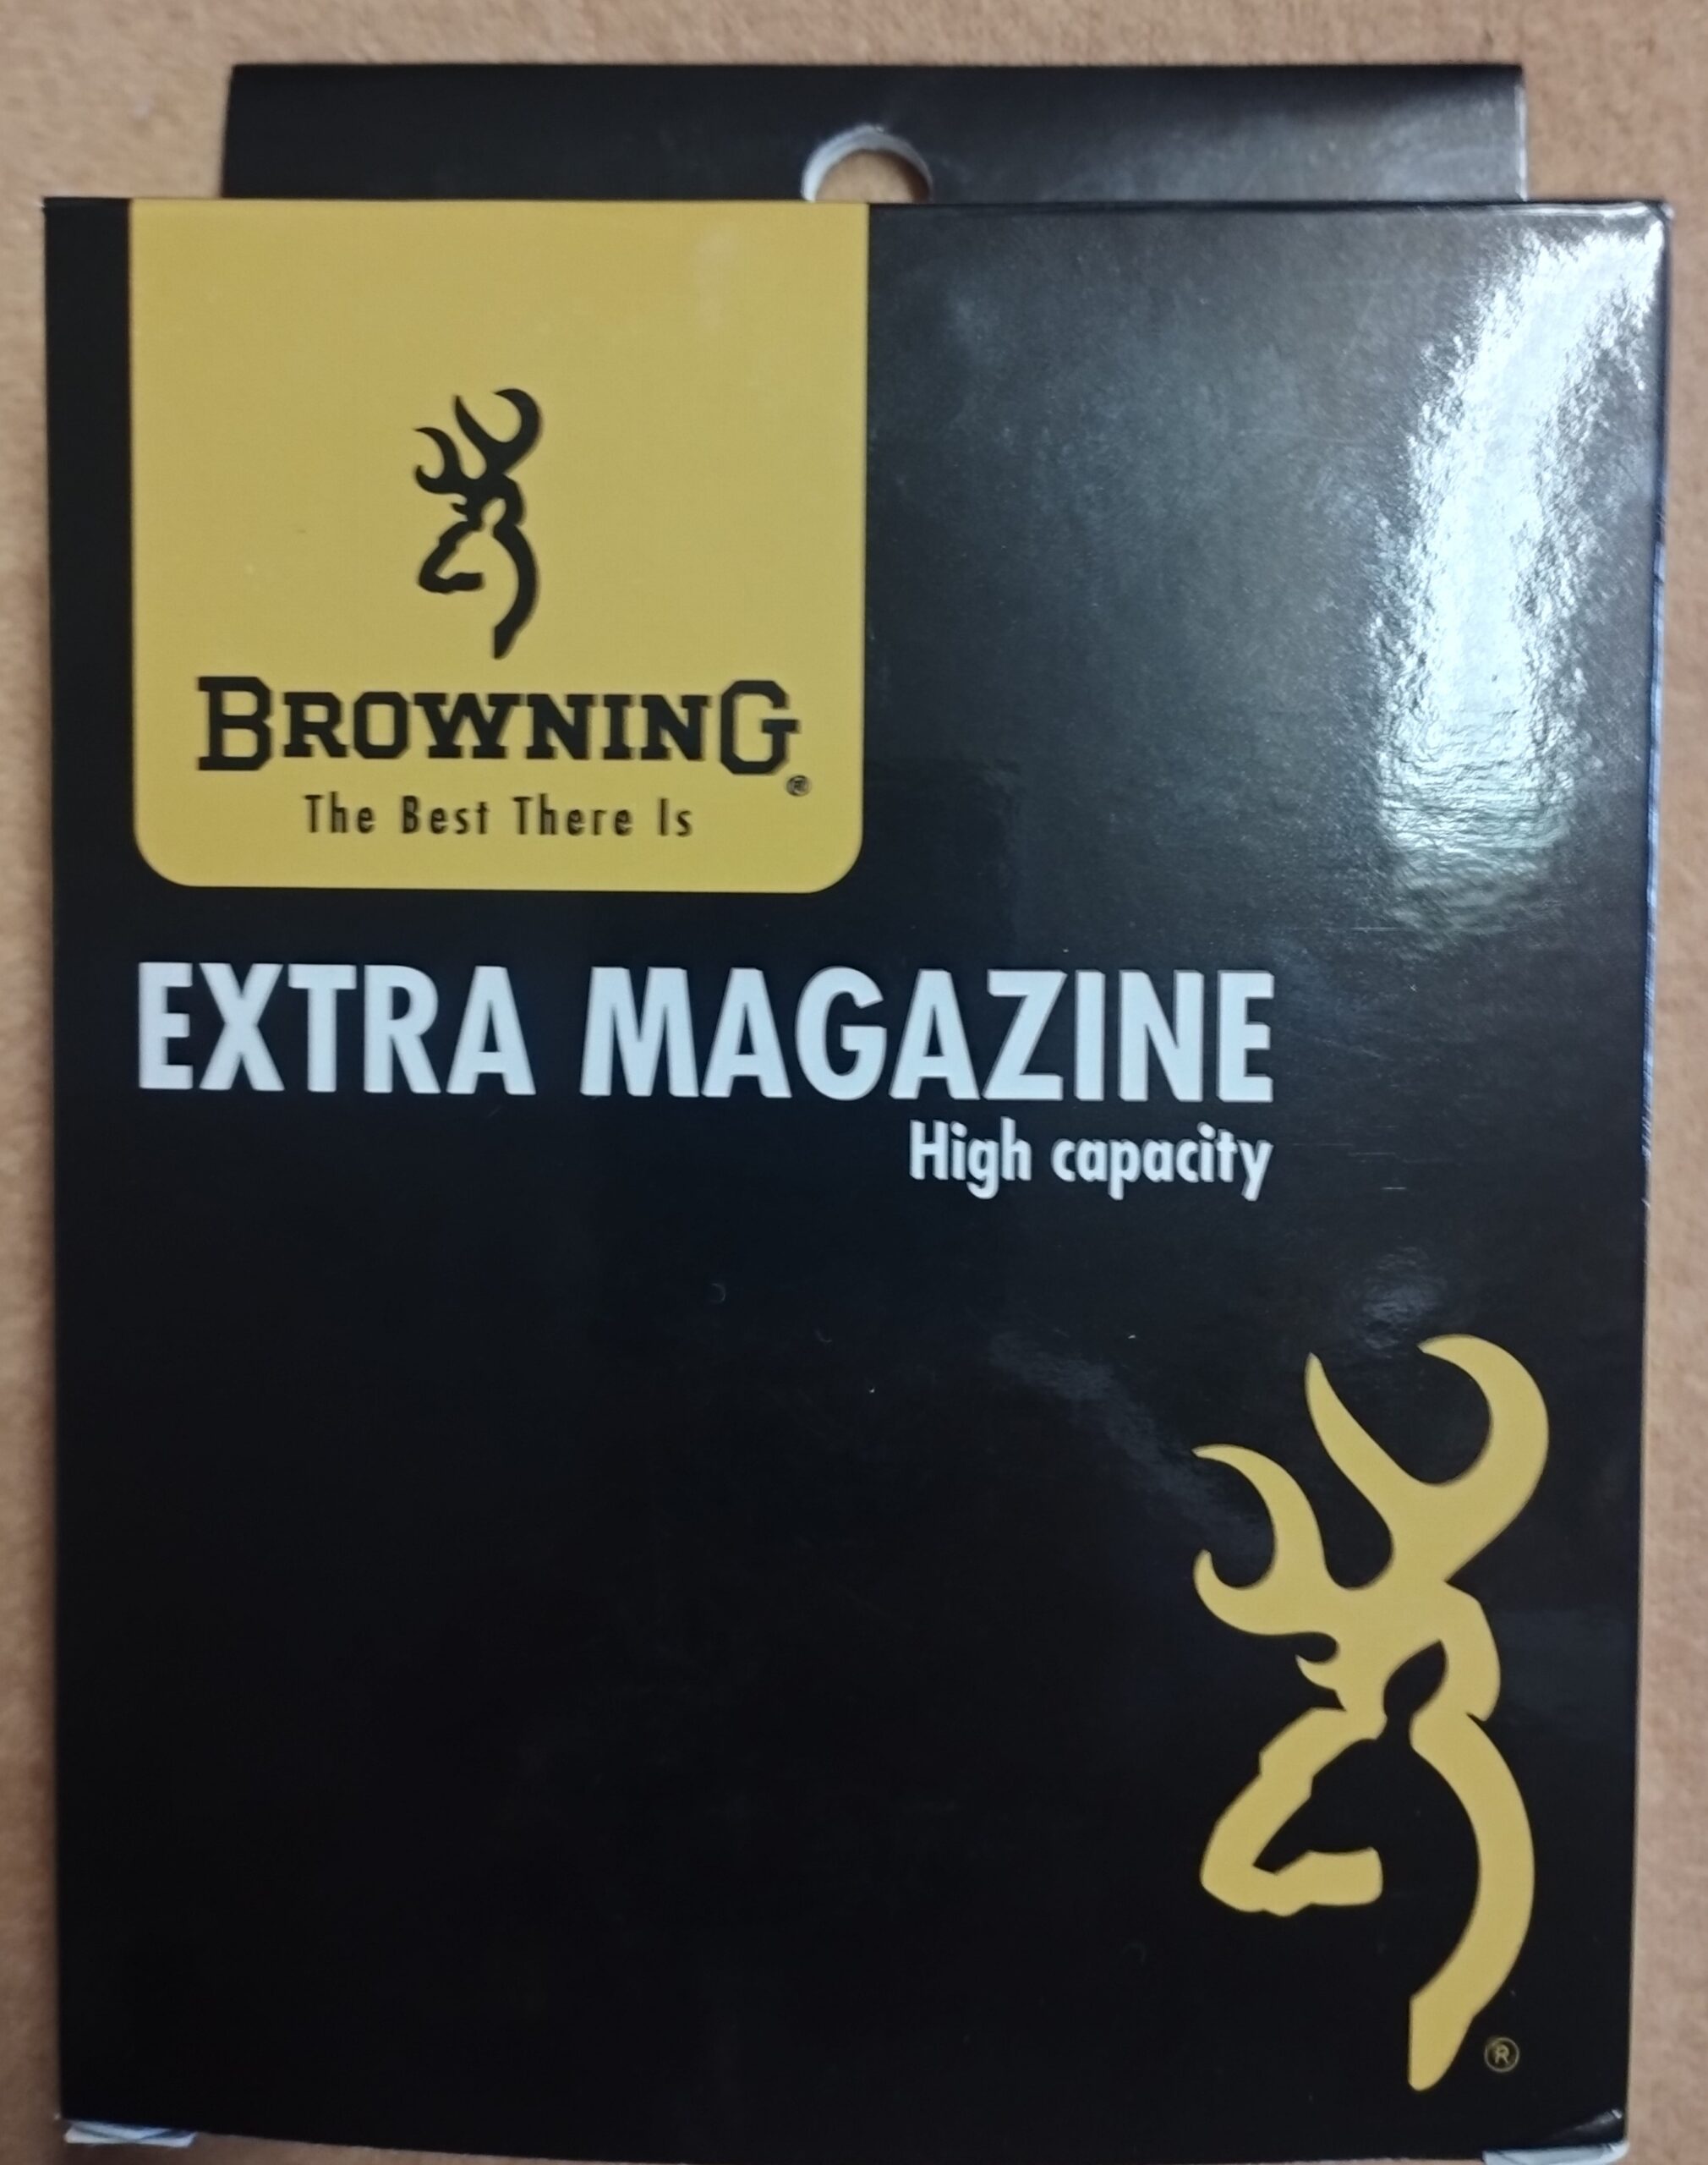 BROWNING®
The Best There Is
EXTRA MAGAZINE
High capacity
®